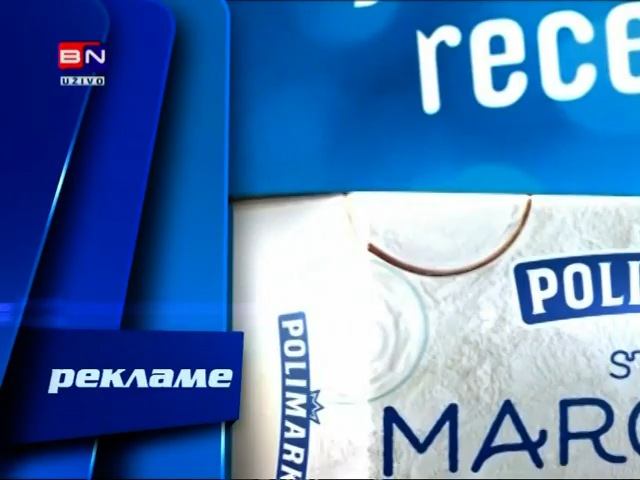 BN
UŽIVO
rece
POLI
POLIMARK
ST
MARG
рекламе